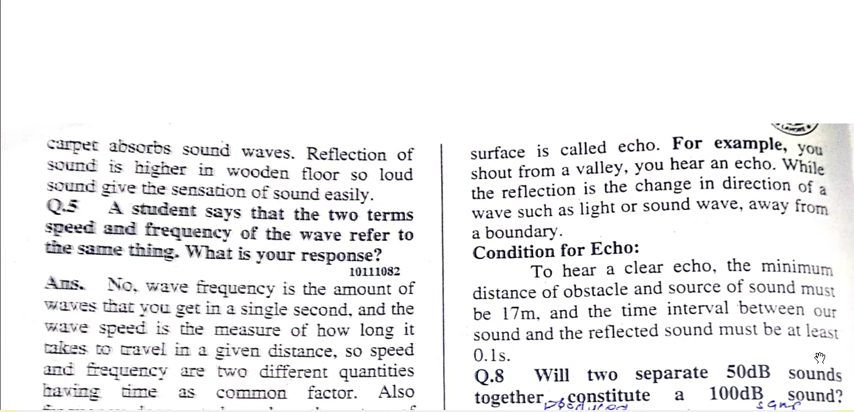 carpet absorbs sound waves. Reflection of
sound is higher in wooden floor so loud
sound give the sensation of sound easily.
Q.5 A student says that the two terms
speed and frequency of the wave refer to
the same thing. What is your response?
10111082
Ans. No, wave frequency is the amount of
waves that you get in a single second, and the
wave speed is the measure of how long it
takes to travel in a given distance, so speed
and frequency are two different quantities
having time as common factor. Also
LAHORE
surface is called echo. For example, you
shout from a valley, you hear an echo. While
the reflection is the change in direction of a
wave such as light or sound wave, away from
a boundary.
Condition for Echo:
To hear a clear echo, the minimum
distance of obstacle and source of sound must
be 17m, and the time interval between our
sound and the reflected sound must be at least
0.1s.
Q.8 Will two separate 50dB sounds
together constitute a 100dB sound?
produced same